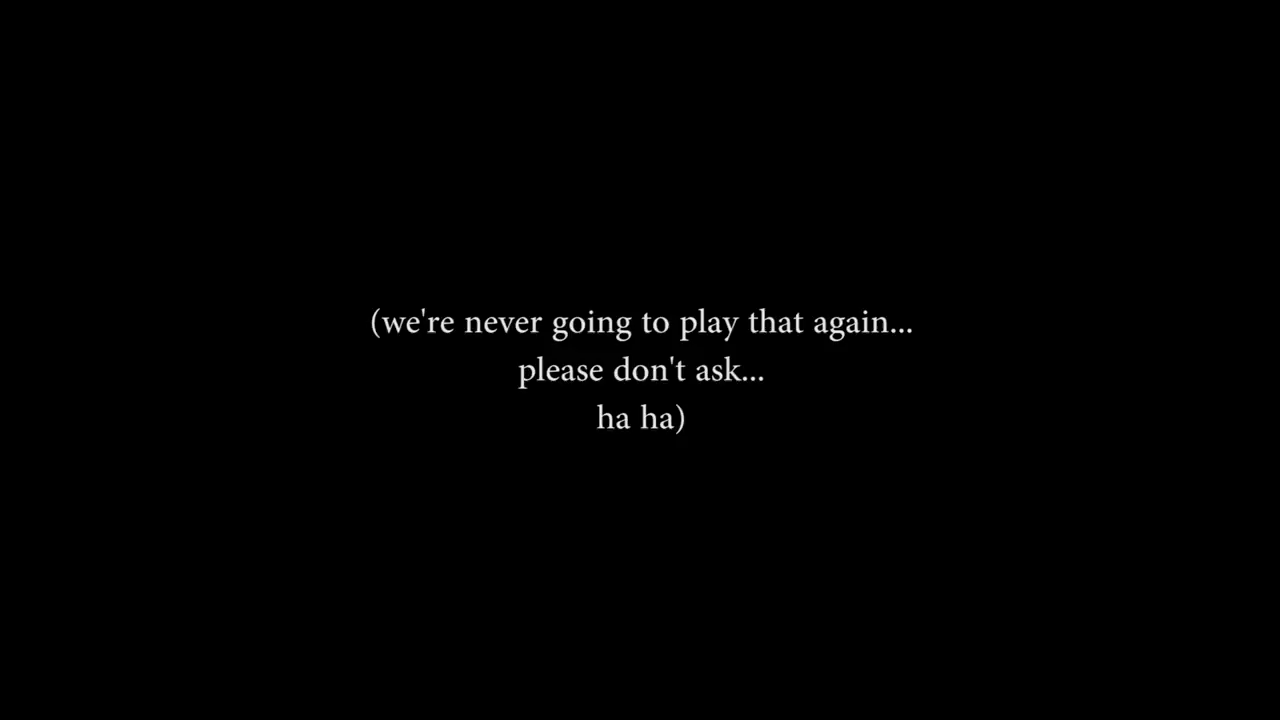 (we're never going to play that again...
please don't ask...
ha ha)